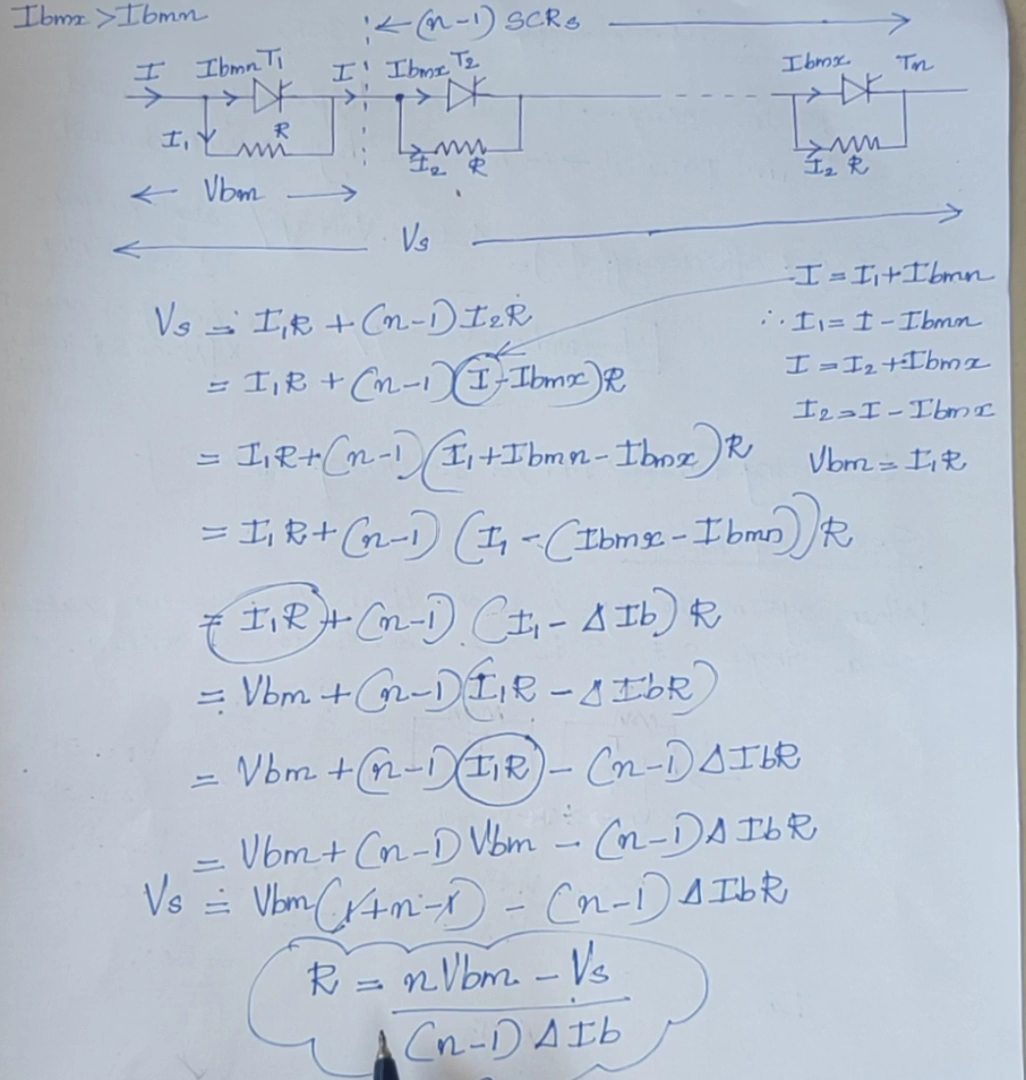 Ibmx > Ibmn
← (n-1) SCRs →
I Ibmn T1 I Ibmx T2 Ibmx Tn
I1 R I2 R I2 R
← Vbm →
← Vs →
I = I1 + Ibmn
Vs = I1R + (n-1) I2R
∴ I1 = I - Ibmn
= I1R + (n-1)(I - Ibmx)R
I = I2 + Ibmx
I2 = I - Ibmx
= I1R + (n-1)(I1 + Ibmn - Ibmx)R
Vbm = I1R
= I1R + (n-1) (I1 - (Ibmx - Ibmn))R
= I1R + (n-1) (I1 - ΔIb) R
= Vbm + (n-1)(I1R - ΔIbR)
= Vbm + (n-1)(I1R) - (n-1) ΔIbR
= Vbm + (n-1) Vbm - (n-1) ΔIbR
Vs = Vbm(1+n-1) - (n-1) ΔIbR
R = nVbm - Vs
(n-1) ΔIb